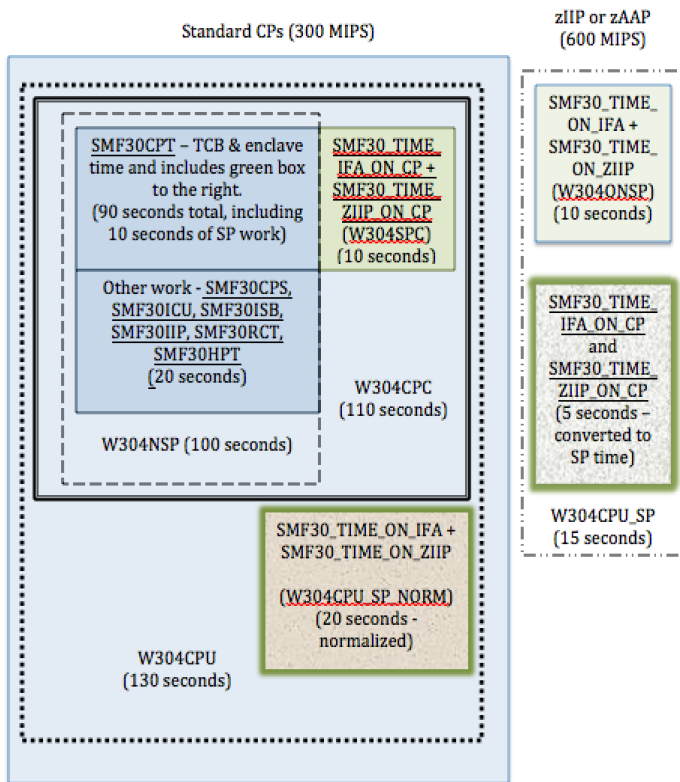 Standard CPs (300 MIPS)
zIIP or zAAP
(600 MIPS)
SMF30CPT – TCB & enclave
time and includes green box
to the right.
(90 seconds total, including
10 seconds of SP work)
SMF30_TIME_
IFA_ON_CP +
SMF30_TIME_
ZIIP_ON_CP
(W304SPC)
(10 seconds)
Other work - SMF30CPS,
SMF30ICU, SMF30ISB,
SMF30IIP, SMF30RCT,
SMF30HPT
(20 seconds)
W304CPC
(110 seconds)
W304NSP (100 seconds)
SMF30_TIME_ON_IFA +
SMF30_TIME_ON_ZIIP
(W304CPU_SP_NORM)
(20 seconds -
normalized)
W304CPU
(130 seconds)
SMF30_TIME_
ON_IFA +
SMF30_TIME_
ON_ZIIP
(W304ONSP)
(10 seconds)
SMF30_TIME_
IFA_ON_CP
and
SMF30_TIME_
ZIIP_ON_CP
(5 seconds –
converted to
SP time)
W304CPU_SP
(15 seconds)